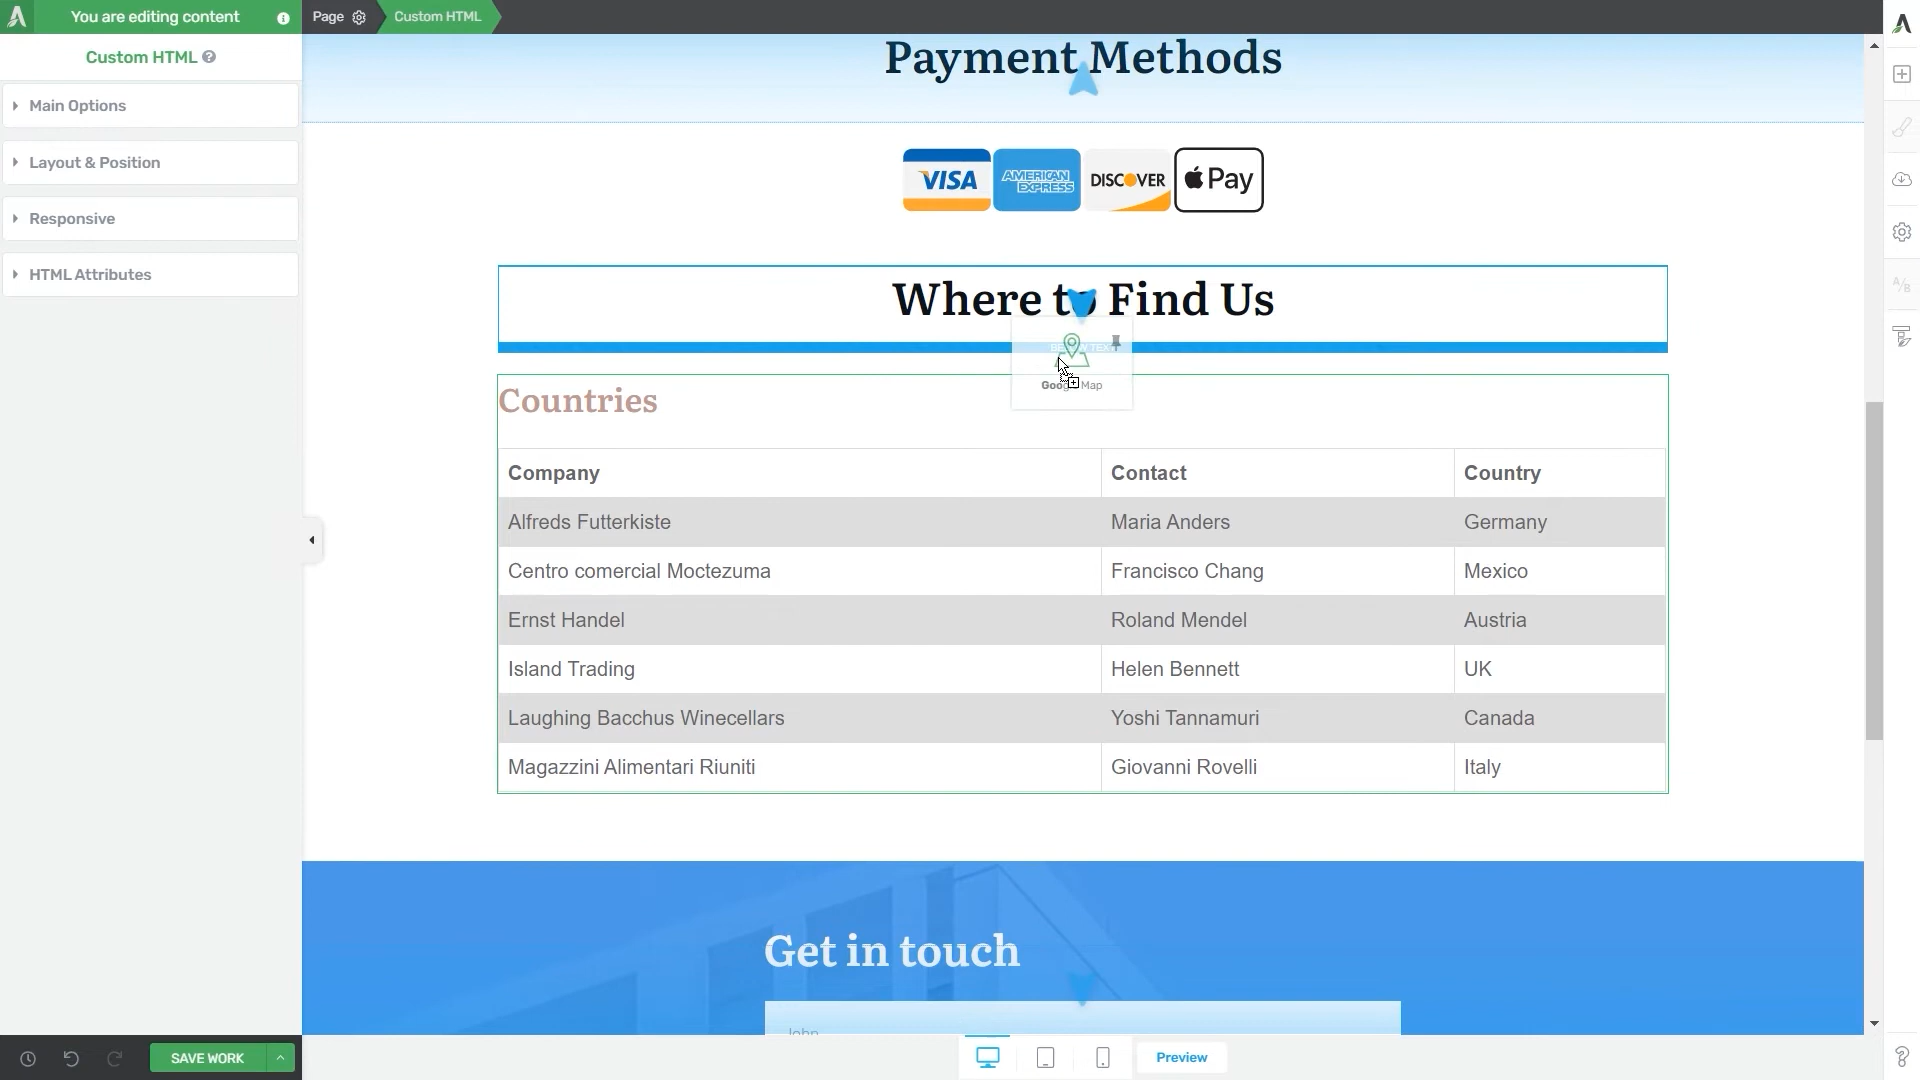 You are editing content
Page
Custom HTML
Custom HTML
Main Options
Layout & Position
Responsive
HTML Attributes
Payment Methods
VISA
AMERICAN EXPRESS
DISCOVER
Pay
Where to Find Us
Google Map
Countries
Company Contact Country
Alfreds Futterkiste Maria Anders Germany
Centro comercial Moctezuma Francisco Chang Mexico
Ernst Handel Roland Mendel Austria
Island Trading Helen Bennett UK
Laughing Bacchus Winecellars Yoshi Tannamuri Canada
Magazzini Alimentari Riuniti Giovanni Rovelli Italy
Get in touch
John
SAVE WORK
Preview
A/B